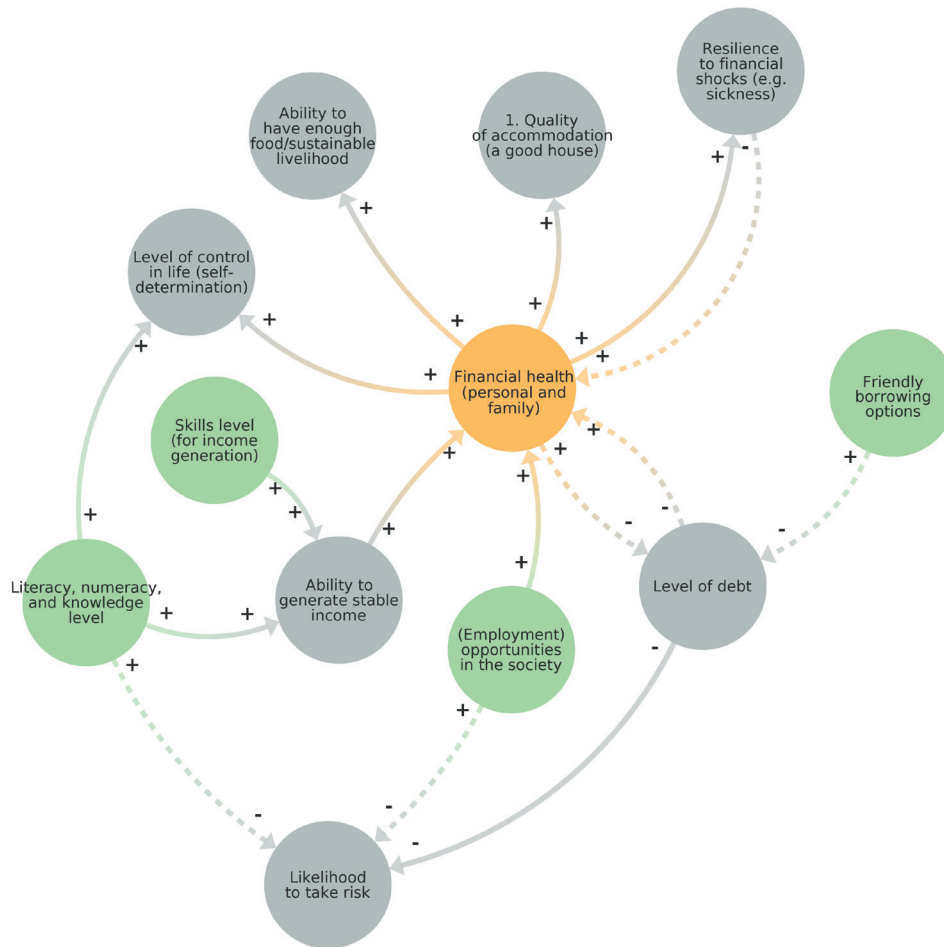 Resilience
to financial
shocks (e.g.
sickness)
Ability to
have enough
food/sustainable
livelihood
1. Quality
of accommodation
(a good house)
+
-
+
+
Level of control
in life (self-
determination)
+
+
+
+
+
+
+
Financial health
(personal and
family)
+
Friendly
borrowing
options
Skills level
(for income
generation)
+
+
+
+
+
+
-
+
+
-
-
+
-
Literacy, numeracy,
and knowledge
level
Ability to
generate stable
income
+
Level of debt
+
+
(Employment)
opportunities
in the society
+
-
+
-
-
-
Likelihood
to take risk